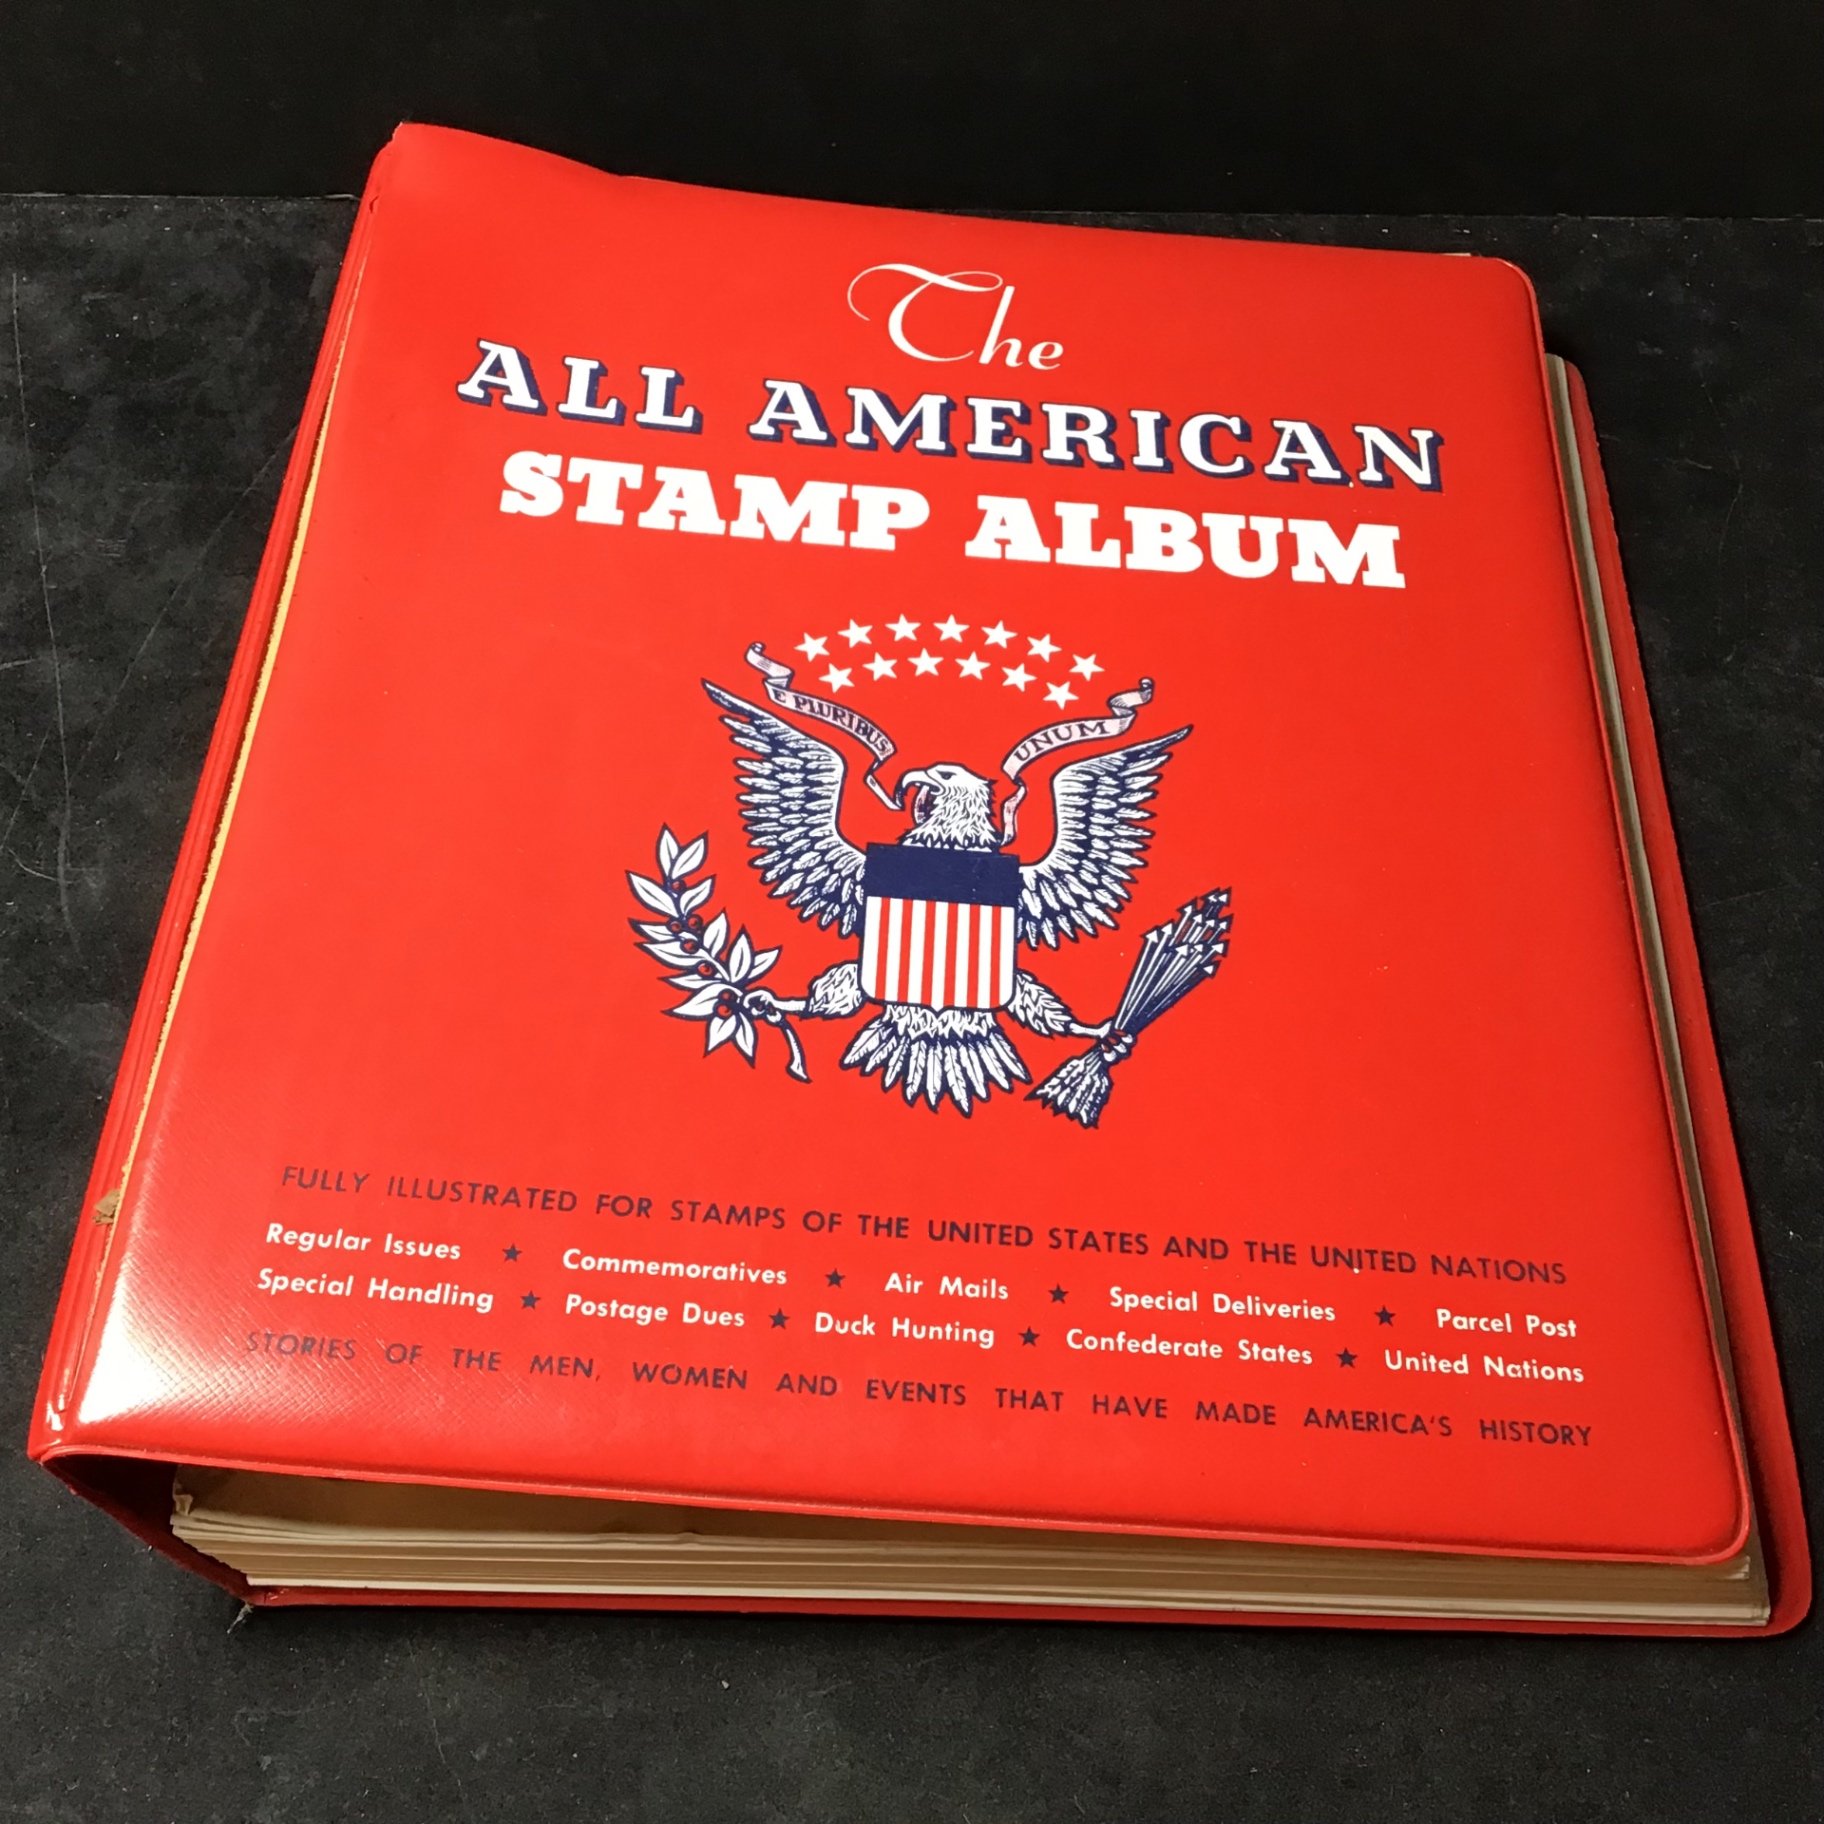 The
ALL AMERICAN
STAMP ALBUM
E PLURIBUS UNUM
FULLY ILLUSTRATED FOR STAMPS OF THE UNITED STATES AND THE UNITED NATIONS
Regular Issues ★ Commemoratives ★ Air Mails ★ Special Deliveries ★ Parcel Post
Special Handling ★ Postage Dues ★ Duck Hunting ★ Confederate States ★ United Nations
STORIES OF THE MEN, WOMEN AND EVENTS THAT HAVE MADE AMERICA'S HISTORY